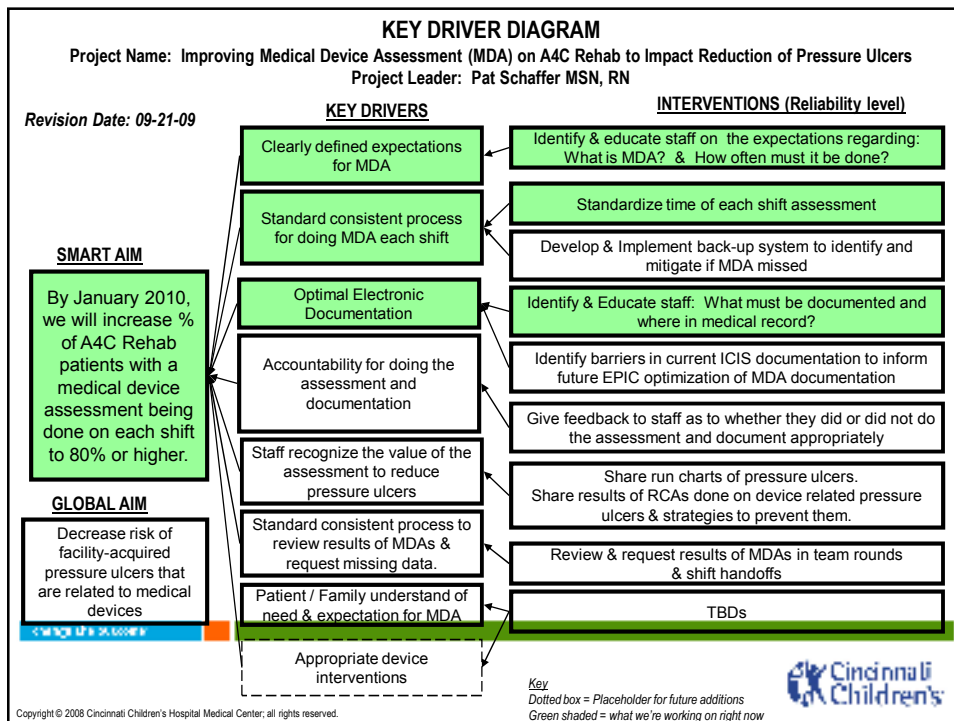 KEY DRIVER DIAGRAM
Project Name: Improving Medical Device Assessment (MDA) on A4C Rehab to Impact Reduction of Pressure Ulcers
Project Leader: Pat Schaffer MSN, RN
Revision Date: 09-21-09
SMART AIM
By January 2010,
we will increase %
of A4C Rehab
patients with a
medical device
assessment being
done on each shift
to 80% or higher.
GLOBAL AIM
Decrease risk of
facility-acquired
pressure ulcers that
are related to medical
devices
change the outcome
KEY DRIVERS
Clearly defined expectations
for MDA
Standard consistent process
for doing MDA each shift
Optimal Electronic
Documentation
Accountability for doing the
assessment and
documentation
Staff recognize the value of the
assessment to reduce
pressure ulcers
Standard consistent process to
review results of MDAs &
request missing data.
Patient / Family understand of
need & expectation for MDA
Appropriate device
interventions
INTERVENTIONS (Reliability level)
Identify & educate staff on the expectations regarding:
What is MDA? & How often must it be done?
Standardize time of each shift assessment
Develop & Implement back-up system to identify and
mitigate if MDA missed
Identify & Educate staff: What must be documented and
where in medical record?
Identify barriers in current ICIS documentation to inform
future EPIC optimization of MDA documentation
Give feedback to staff as to whether they did or did not do
the assessment and document appropriately
Share run charts of pressure ulcers.
Share results of RCAs done on device related pressure
ulcers & strategies to prevent them.
Review & request results of MDAs in team rounds
& shift handoffs
TBDs
Key
Dotted box = Placeholder for future additions
Green shaded = what we're working on right now
Cincinnati
Children's
Copyright © 2008 Cincinnati Children's Hospital Medical Center; all rights reserved.